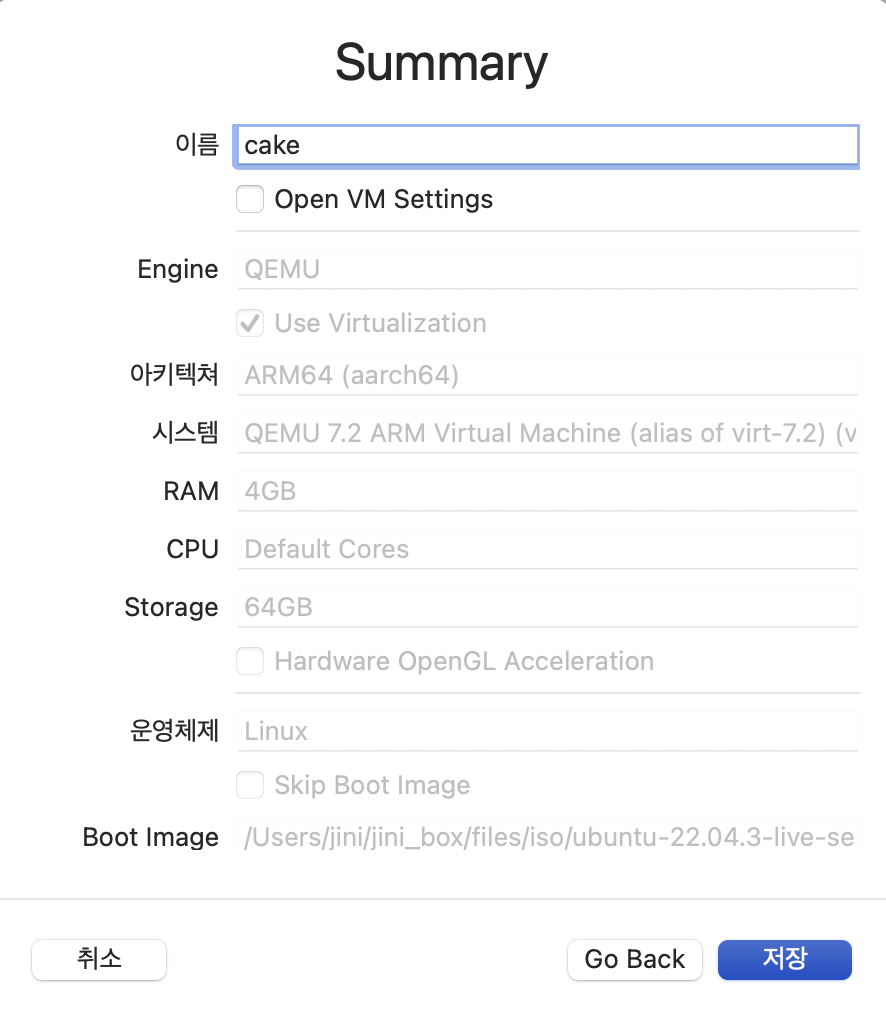 Summary
이름 cake
Open VM Settings
Engine QEMU
Use Virtualization
아키텍쳐 ARM64 (aarch64)
시스템 QEMU 7.2 ARM Virtual Machine (alias of virt-7.2) (v
RAM 4GB
CPU Default Cores
Storage 64GB
Hardware OpenGL Acceleration
운영체제 Linux
Skip Boot Image
Boot Image /Users/jini/jini_box/files/iso/ubuntu-22.04.3-live-se
취소 Go Back 저장